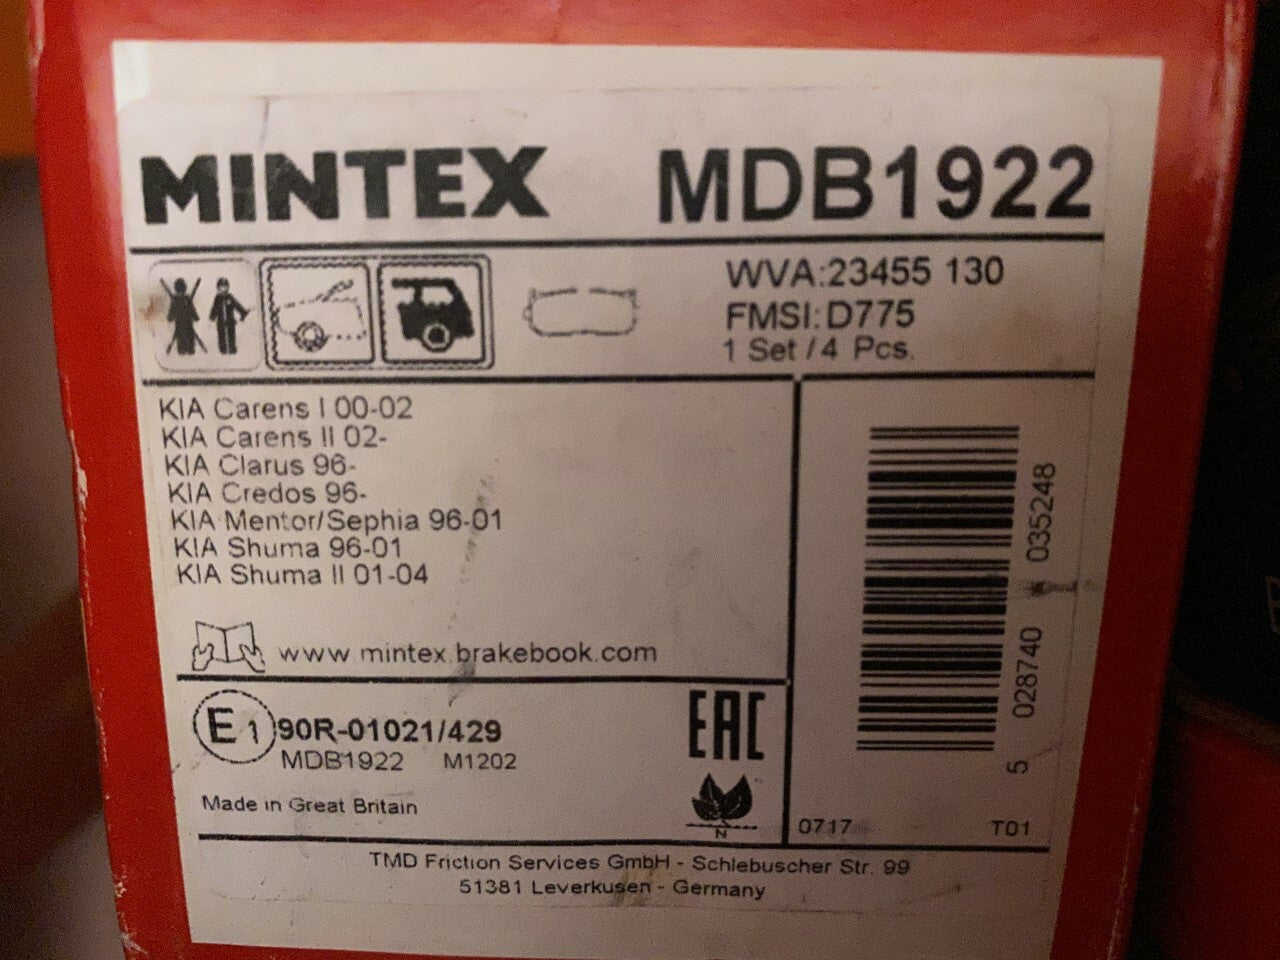 MINTEX MDB1922
WVA:23455 130
FMSI:D775
1 Set / 4 Pcs.
KIA Carens I 00-02
KIA Carens II 02-
KIA Clarus 96-
KIA Credos 96-
KIA Mentor/Sephia 96-01
KIA Shuma 96-01
KIA Shuma II 01-04
www.mintex.brakebook.com
E1 90R-01021/429
MDB1922 M1202
EAC
Made in Great Britain
N
5 028740 035248
0717 T01
TMD Friction Services GmbH - Schlebuscher Str. 99
51381 Leverkusen - Germany